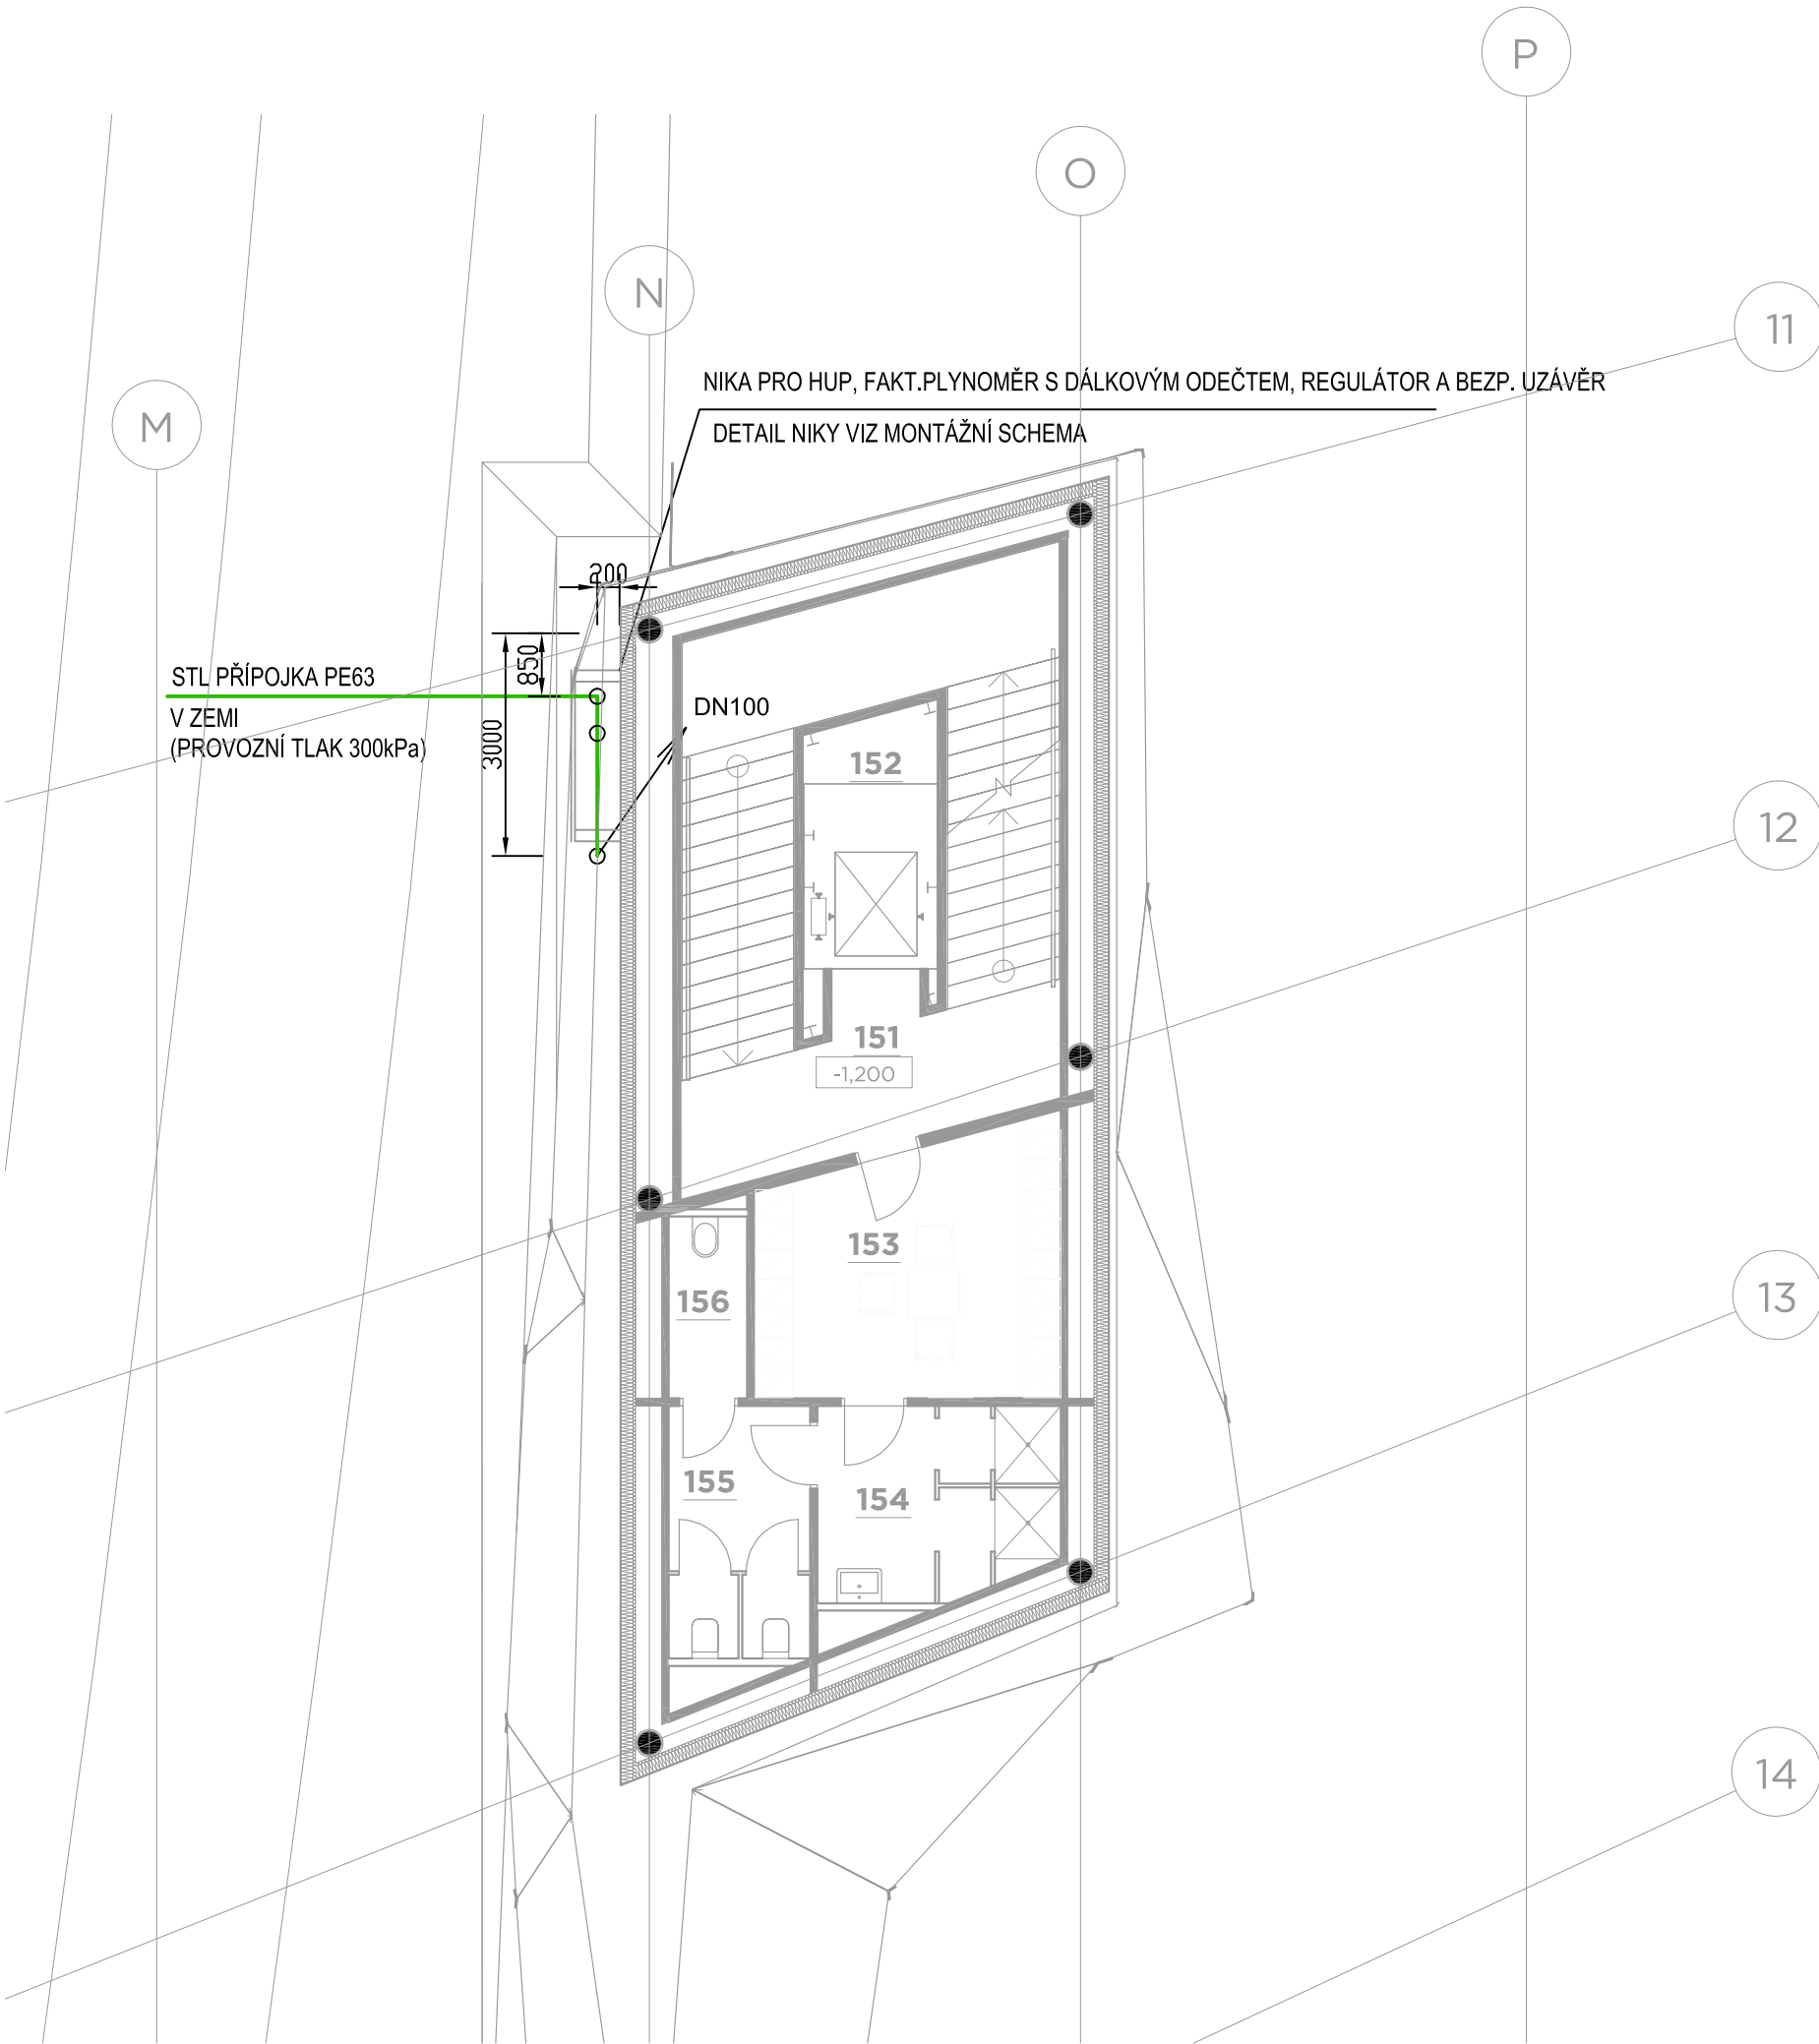 P
O
N
11
NIKA PRO HUP, FAKT.PLYNOMĚR S DÁLKOVÝM ODEČTEM, REGULÁTOR A BEZP. UZÁVĚR
M
DETAIL NIKY VIZ MONTÁŽNÍ SCHEMA
200
850
STL PŘÍPOJKA PE63
DN100
V ZEMI
3000
(PROVOZNÍ TLAK 300kPa)
152
12
151
-1,200
153
13
156
155
154
14